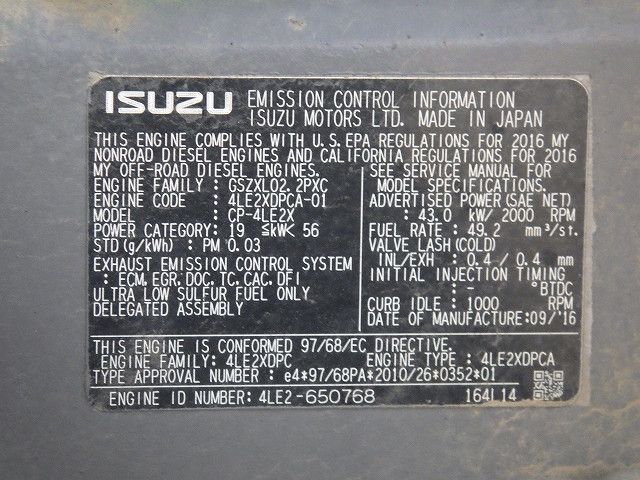 ISUZU EMISSION CONTROL INFORMATION
ISUZU MOTORS LTD. MADE IN JAPAN
THIS ENGINE COMPLIES WITH U.S.EPA REGULATIONS FOR 2016 MY
NONROAD DIESEL ENGINES AND CALIFORNIA REGULATIONS FOR 2016
MY OFF-ROAD DIESEL ENGINES.
ENGINE FAMILY : GSZXL02.2PXC
ENGINE CODE : 4LE2XDPCA-01
MODEL : CP-4LE2X
POWER CATEGORY : 19 ≦kW< 56
STD(g/kWh) : PM 0.03
EXHAUST EMISSION CONTROL SYSTEM
: ECM, EGR, DOC, TC, CAC, DFI
ULTRA LOW SULFUR FUEL ONLY
DELEGATED ASSEMBLY
SEE SERVICE MANUAL FOR
MODEL SPECIFICATIONS.
ADVERTISED POWER(SAE NET)
: 43.0 kW/ 2000 RPM
FUEL RATE : 49.2 mm³/st.
VALVE LASH(COLD)
INL/EXH : 0.4 / 0.4 mm
INITIAL INJECTION TIMING
: - °BTDC
CURB IDLE : 1000 RPM
DATE OF MANUFACTURE:09/'16
THIS ENGINE IS CONFORMED 97/68/EC DIRECTIVE.
ENGINE FAMILY: 4LE2XDPC ENGINE TYPE : 4LE2XDPCA
TYPE APPROVAL NUMBER : e4*97/68PA*2010/26*0352*01
ENGINE ID NUMBER: 4LE2-650768 164L14